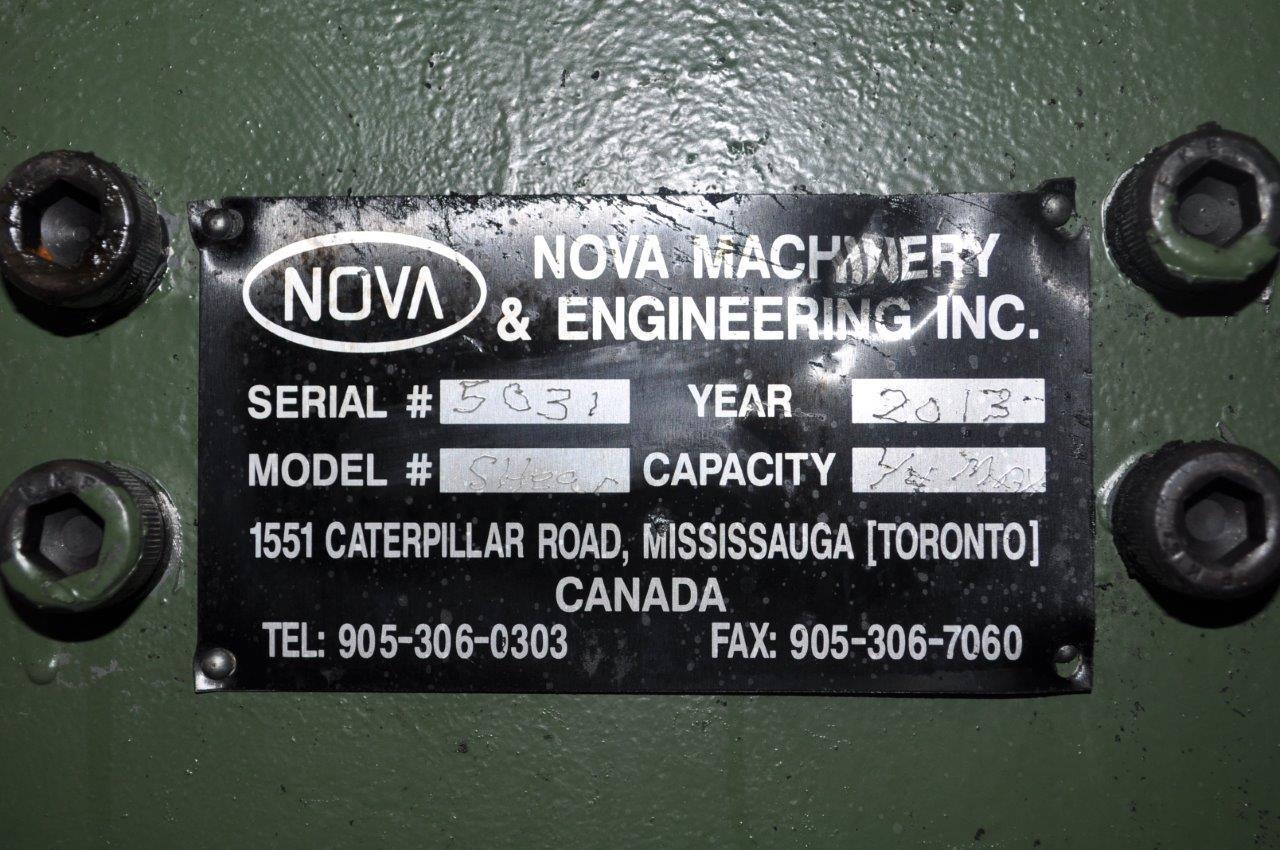 NOVA
NOVA MACHINERY
& ENGINEERING INC.
SERIAL # 5031 YEAR 2013
MODEL # SHear CAPACITY
1551 CATERPILLAR ROAD, MISSISSAUGA [TORONTO]
CANADA
TEL: 905-306-0303 FAX: 905-306-7060